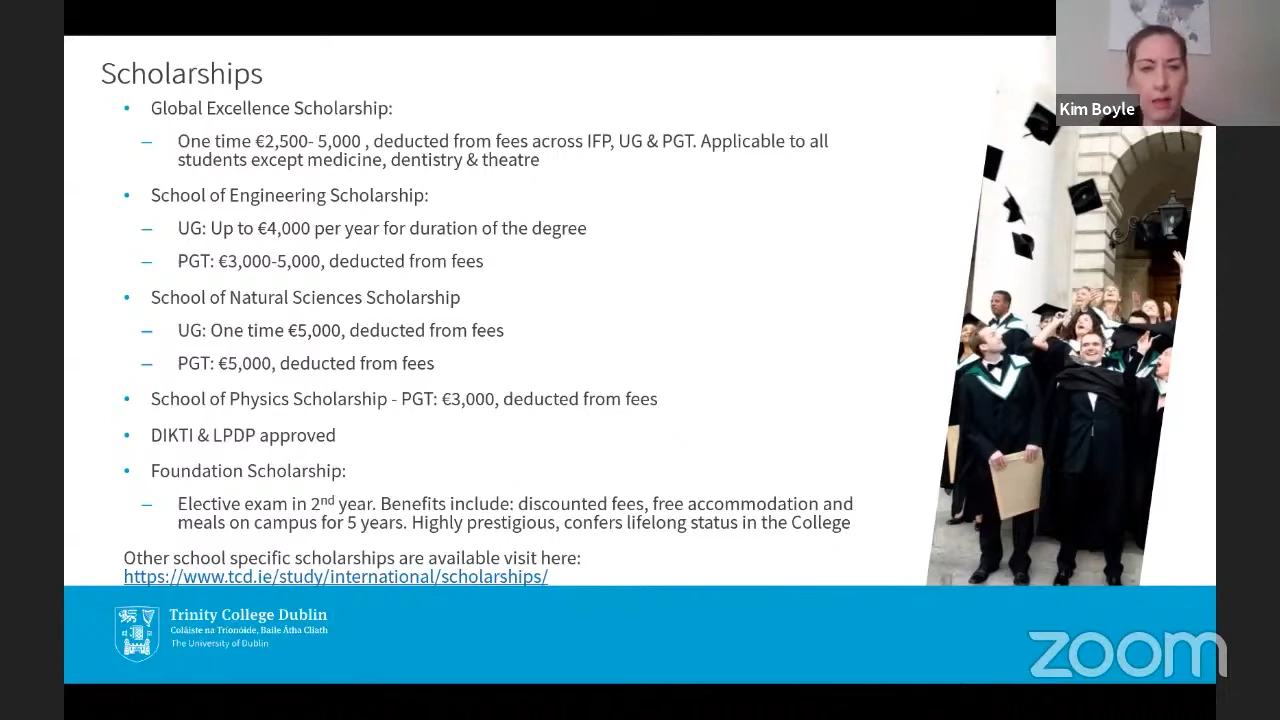 Scholarships
• Global Excellence Scholarship:
– One time €2,500- 5,000 , deducted from fees across IFP, UG & PGT. Applicable to all
students except medicine, dentistry & theatre
• School of Engineering Scholarship:
– UG: Up to €4,000 per year for duration of the degree
– PGT: €3,000-5,000, deducted from fees
• School of Natural Sciences Scholarship
– UG: One time €5,000, deducted from fees
– PGT: €5,000, deducted from fees
• School of Physics Scholarship - PGT: €3,000, deducted from fees
• DIKTI & LPDP approved
• Foundation Scholarship:
– Elective exam in 2nd year. Benefits include: discounted fees, free accommodation and
meals on campus for 5 years. Highly prestigious, confers lifelong status in the College
Other school specific scholarships are available visit here:
https://www.tcd.ie/study/international/scholarships/
Kim Boyle
Trinity College Dublin
Coláiste na Tríonóide, Baile Átha Cliath
The University of Dublin
zoom